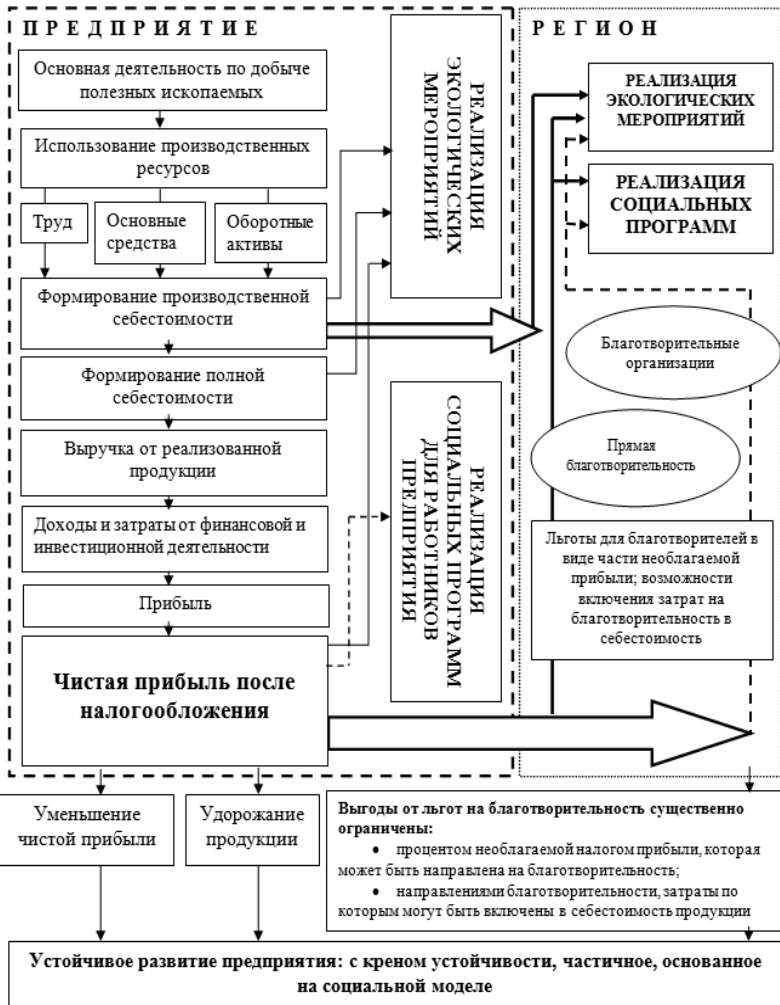 ПРЕДПРИЯТИЕ
Основная деятельность по добыче
полезных ископаемых
Использование производственных
ресурсов
Труд
Основные
средства
Оборотные
активы
Формирование производственной
себестоимости
Формирование полной
себестоимости
Выручка от реализованной
продукции
Доходы и затраты от финансовой и
инвестиционной деятельности
Прибыль
Чистая прибыль после
налогообложения
РЕАЛИЗАЦИЯ
ЭКОЛОГИЧЕСКИХ
МЕРОПРИЯТИЙ
РЕАЛИЗАЦИЯ
СОЦИАЛЬНЫХ ПРОГРАММ
ДЛЯ РАБОТНИКОВ
ПРЕДПРИЯТИЯ
РЕГИОН
РЕАЛИЗАЦИЯ
ЭКОЛОГИЧЕСКИХ
МЕРОПРИЯТИЙ
РЕАЛИЗАЦИЯ
СОЦИАЛЬНЫХ
ПРОГРАММ
Благотворительные
организации
Прямая
благотворительность
Льготы для благотворителей в
виде части необлагаемой
прибыли; возможности
включения затрат на
благотворительность в
себестоимость
Уменьшение
чистой прибыли
Удорожание
продукции
Выгоды от льгот на благотворительность существенно
ограничены:
• процентом необлагаемой налогом прибыли, которая
может быть направлена на благотворительность;
• направлениями благотворительности, затраты по
которым могут быть включены в себестоимость продукции
Устойчивое развитие предприятия: с креном устойчивости, частичное, основанное
на социальной моделе